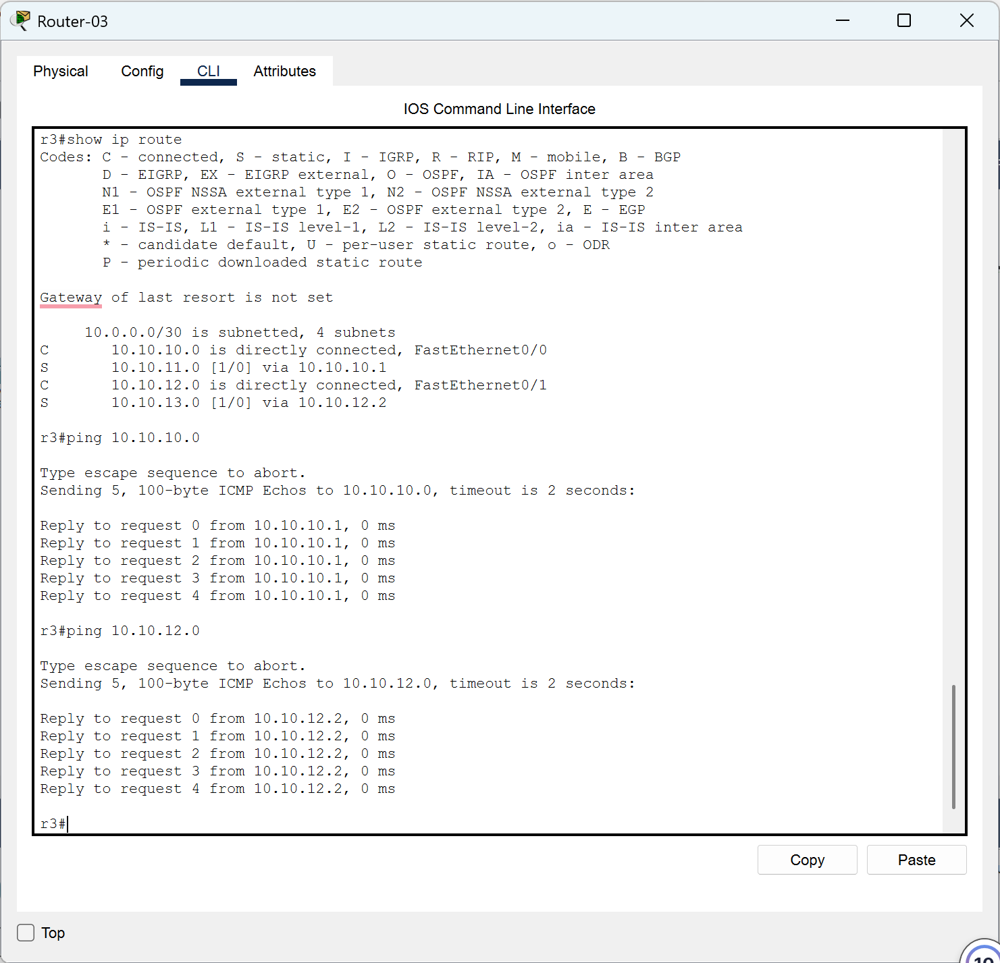 Router-03
Physical Config CLI Attributes
IOS Command Line Interface
r3#show ip route
Codes: C - connected, S - static, I - IGRP, R - RIP, M - mobile, B - BGP
D - EIGRP, EX - EIGRP external, O - OSPF, IA - OSPF inter area
N1 - OSPF NSSA external type 1, N2 - OSPF NSSA external type 2
E1 - OSPF external type 1, E2 - OSPF external type 2, E - EGP
i - IS-IS, L1 - IS-IS level-1, L2 - IS-IS level-2, ia - IS-IS inter area
* - candidate default, U - per-user static route, o - ODR
P - periodic downloaded static route
Gateway of last resort is not set
10.0.0.0/30 is subnetted, 4 subnets
C 10.10.10.0 is directly connected, FastEthernet0/0
S 10.10.11.0 [1/0] via 10.10.10.1
C 10.10.12.0 is directly connected, FastEthernet0/1
S 10.10.13.0 [1/0] via 10.10.12.2
r3#ping 10.10.10.0
Type escape sequence to abort.
Sending 5, 100-byte ICMP Echos to 10.10.10.0, timeout is 2 seconds:
Reply to request 0 from 10.10.10.1, 0 ms
Reply to request 1 from 10.10.10.1, 0 ms
Reply to request 2 from 10.10.10.1, 0 ms
Reply to request 3 from 10.10.10.1, 0 ms
Reply to request 4 from 10.10.10.1, 0 ms
r3#ping 10.10.12.0
Type escape sequence to abort.
Sending 5, 100-byte ICMP Echos to 10.10.12.0, timeout is 2 seconds:
Reply to request 0 from 10.10.12.2, 0 ms
Reply to request 1 from 10.10.12.2, 0 ms
Reply to request 2 from 10.10.12.2, 0 ms
Reply to request 3 from 10.10.12.2, 0 ms
Reply to request 4 from 10.10.12.2, 0 ms
r3#
Copy Paste
Top